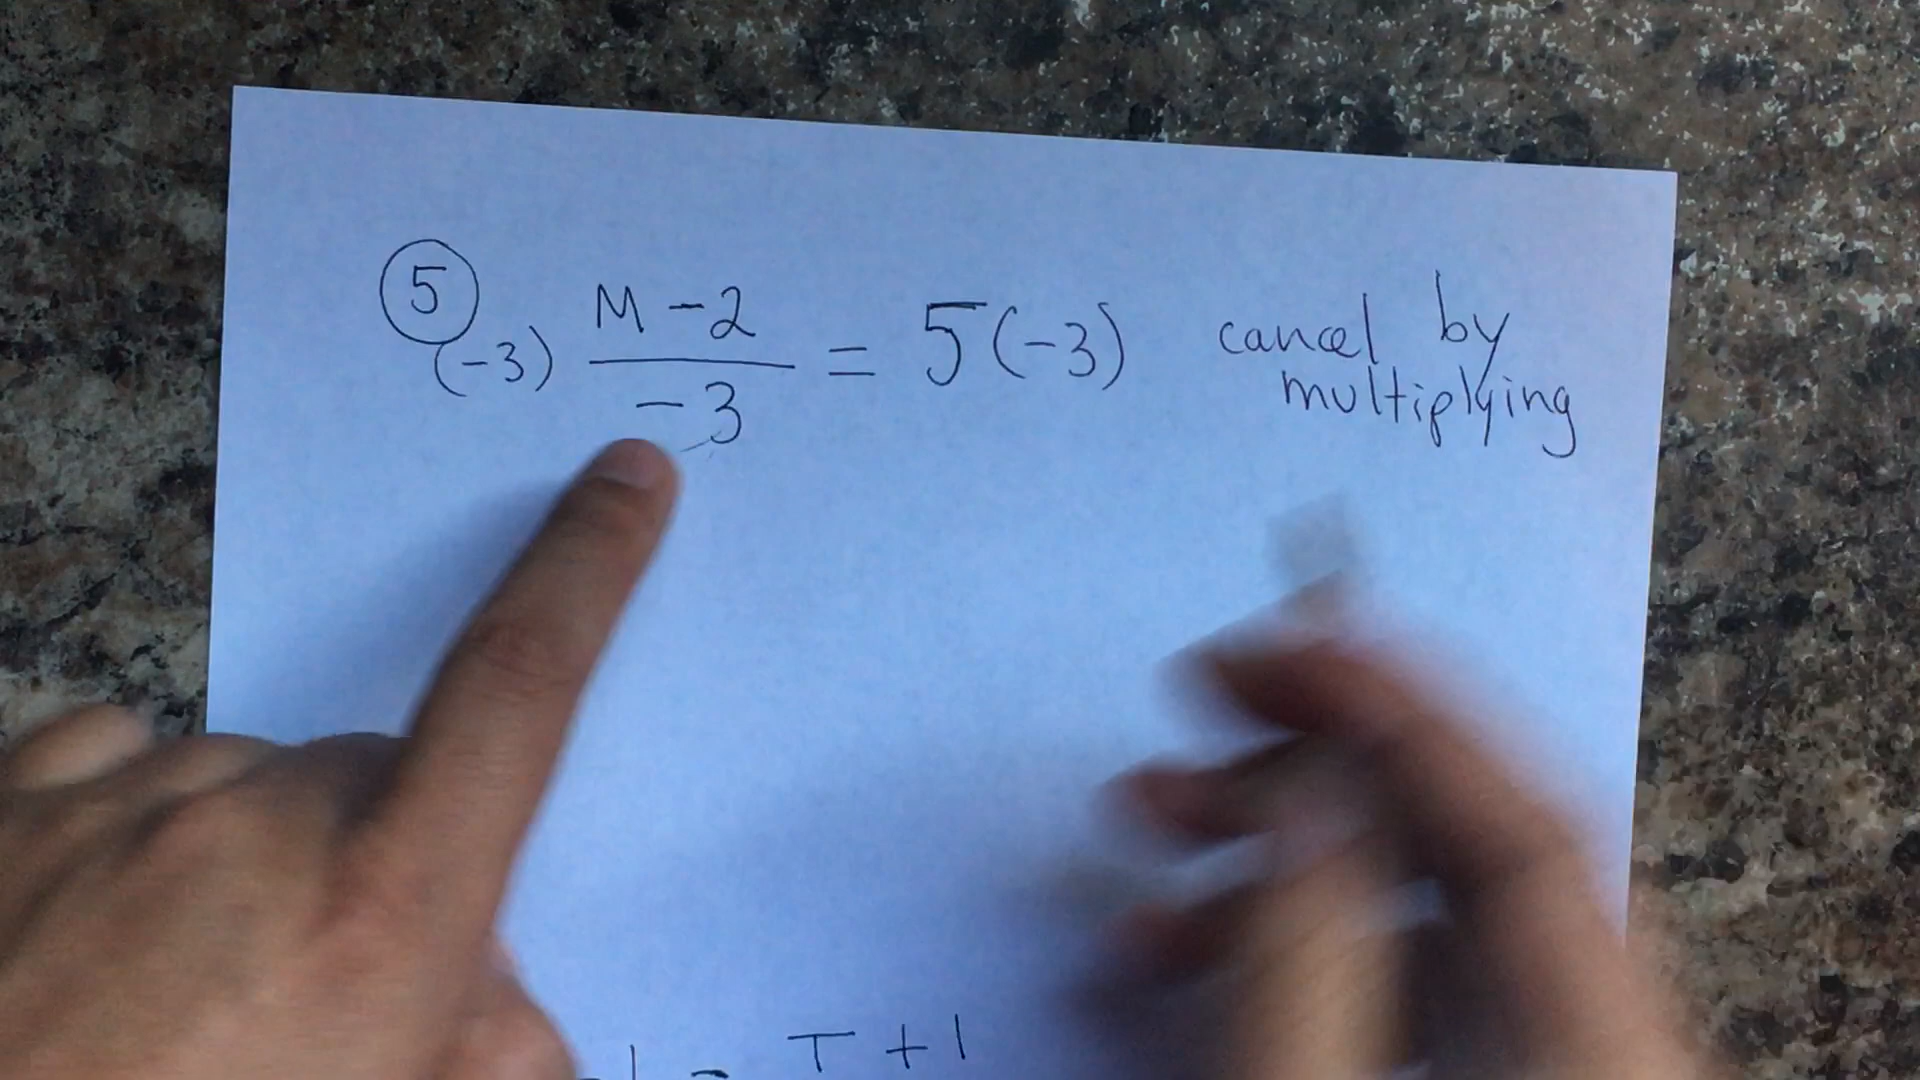 5
(-3) M - 2 / -3 = 5(-3)
cancel by
multiplying
T + 1